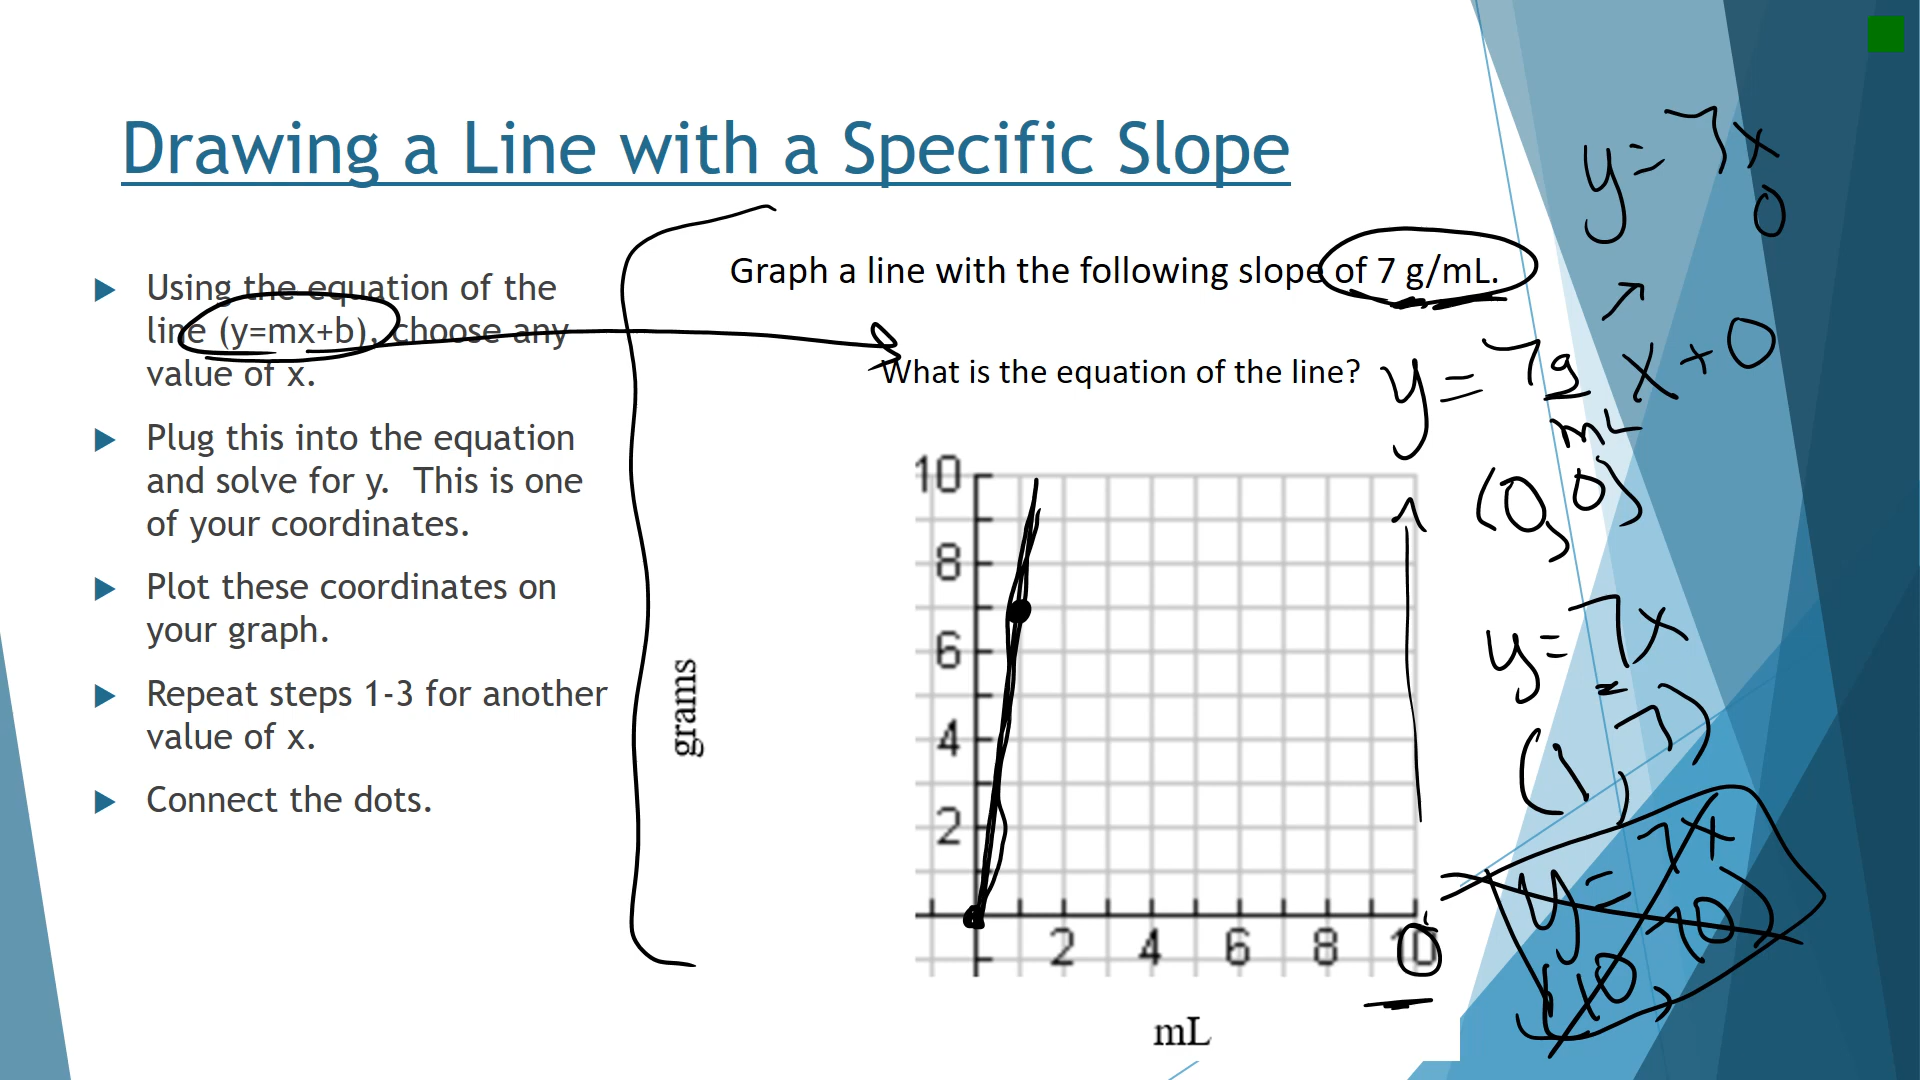 Drawing a Line with a Specific Slope
Using the equation of the
line (y=mx+b), choose any
value of x.
Plug this into the equation
and solve for y.  This is one
of your coordinates.
Plot these coordinates on
your graph.
Repeat steps 1-3 for another
value of x.
Connect the dots.
Graph a line with the following slope of 7 g/mL.
What is the equation of the line?
grams
10
8
6
4
2
2 4 6 8 10
mL
y = 7x
0
y = 7 g/mL x + 0
(0,0)
y = 7x
= 7
(1, 7)
y = 7x
70
(10, 70)